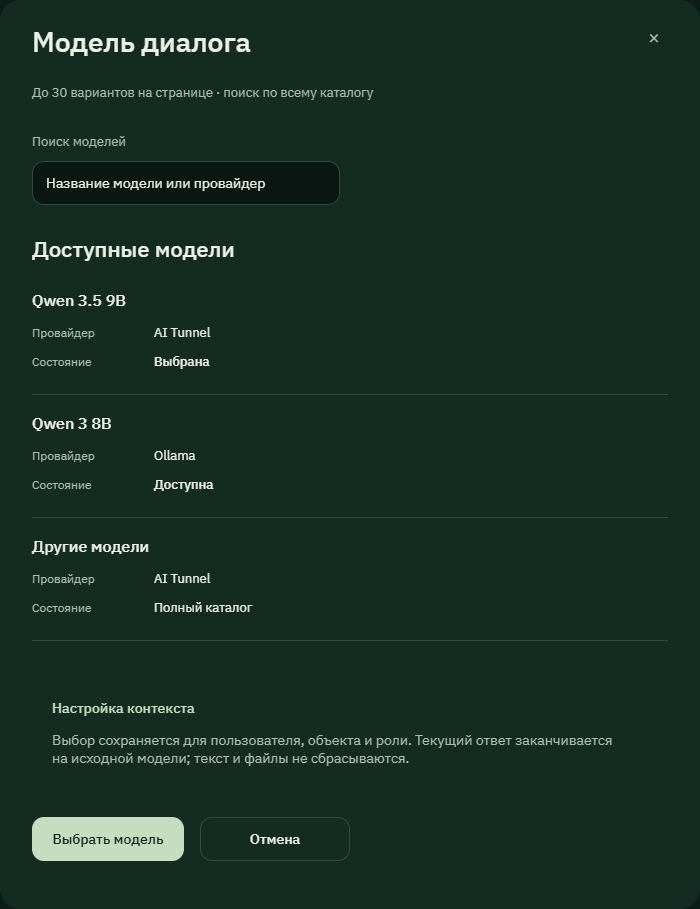 Модель диалога
×
До 30 вариантов на странице · поиск по всему каталогу
Поиск моделей
Название модели или провайдер
Доступные модели
Qwen 3.5 9B
Провайдер AI Tunnel
Состояние Выбрана
Qwen 3 8B
Провайдер Ollama
Состояние Доступна
Другие модели
Провайдер AI Tunnel
Состояние Полный каталог
Настройка контекста
Выбор сохраняется для пользователя, объекта и роли. Текущий ответ заканчивается
на исходной модели; текст и файлы не сбрасываются.
Выбрать модель Отмена